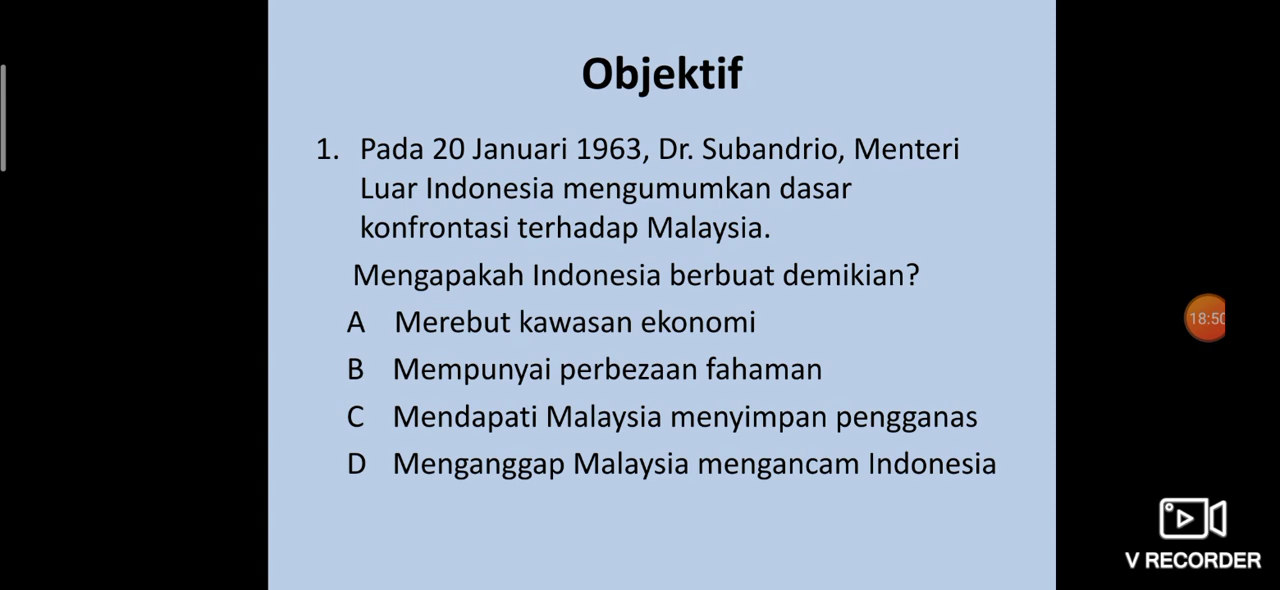 Objektif
1. Pada 20 Januari 1963, Dr. Subandrio, Menteri
Luar Indonesia mengumumkan dasar
konfrontasi terhadap Malaysia.
Mengapakah Indonesia berbuat demikian?
A Merebut kawasan ekonomi
B Mempunyai perbezaan fahaman
C Mendapati Malaysia menyimpan pengganas
D Menganggap Malaysia mengancam Indonesia
18:50
V RECORDER